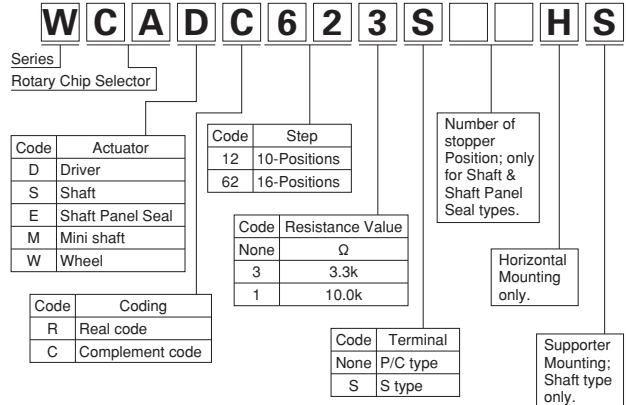 W C A D C 6 2 3 S H S
Series
Rotary Chip Selector
Code Actuator
D Driver
S Shaft
E Shaft Panel Seal
M Mini shaft
W Wheel
Code Coding
R Real code
C Complement code
Code Step
12 10-Positions
62 16-Positions
Code Resistance Value
None Ω
3 3.3k
1 10.0k
Code Terminal
None P/C type
S S type
Number of
stopper
Position; only
for Shaft &
Shaft Panel
Seal types.
Horizontal
Mounting
only.
Supporter
Mounting;
Shaft type
only.